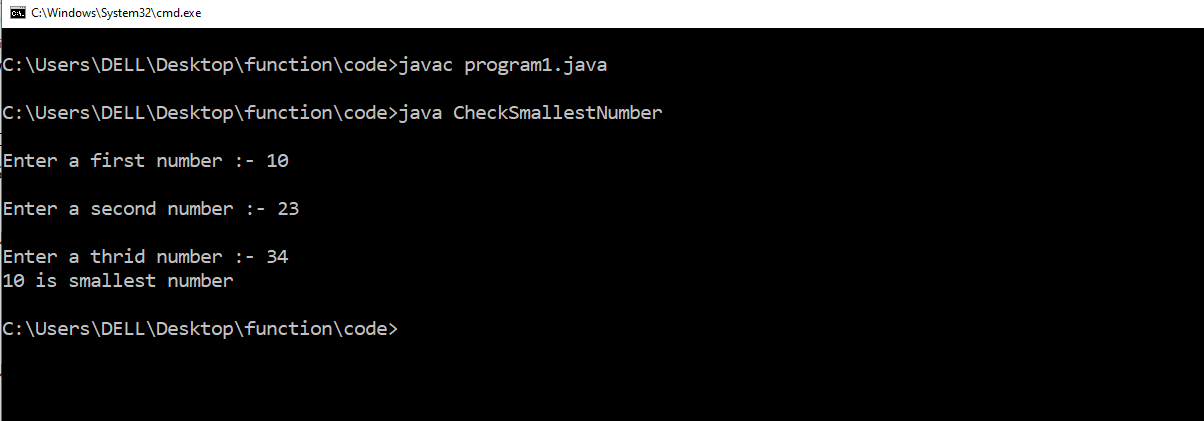 C:\Windows\System32\cmd.exe
C:\Users\DELL\Desktop\function\code>javac program1.java
C:\Users\DELL\Desktop\function\code>java CheckSmallestNumber
Enter a first number :- 10
Enter a second number :- 23
Enter a thrid number :- 34
10 is smallest number
C:\Users\DELL\Desktop\function\code>